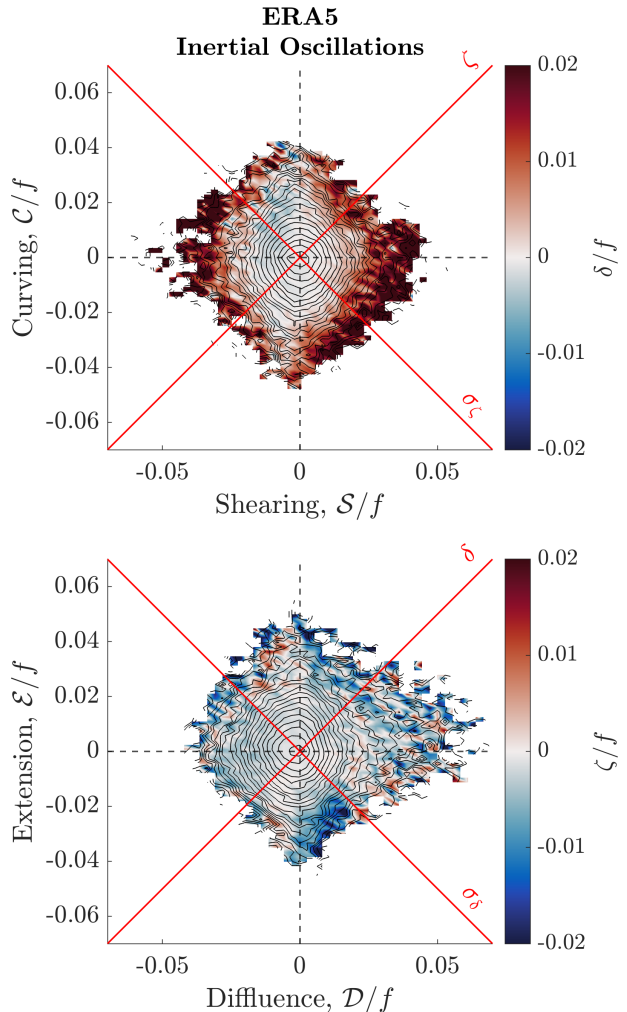 ERA5
Inertial Oscillations
ζ
0.06
0.04
0.02
0
-0.02
-0.04
-0.06
Curving, 𝒞/f
σζ
-0.05
0
0.05
Shearing, 𝒮/f
0.02
0.01
0
-0.01
-0.02
δ/f
δ
0.06
0.04
0.02
0
-0.02
-0.04
-0.06
Extension, ℰ/f
σδ
-0.05
0
0.05
Diffluence, 𝒟/f
0.02
0.01
0
-0.01
-0.02
ζ/f